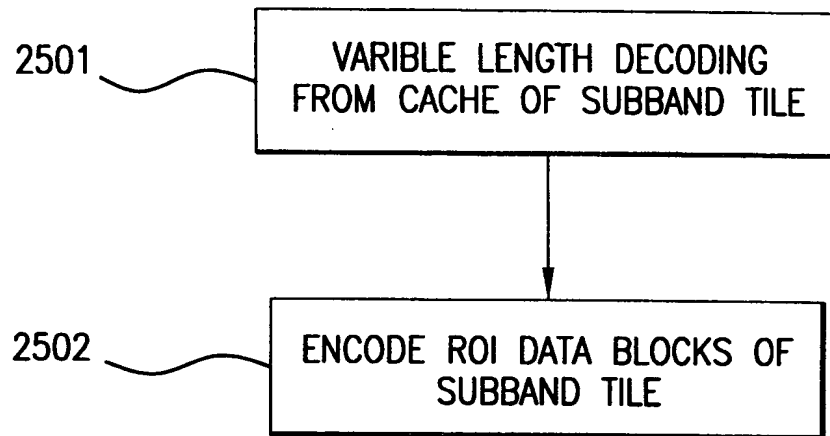 2501
VARIBLE LENGTH DECODING
FROM CACHE OF SUBBAND TILE
2502
ENCODE ROI DATA BLOCKS OF
SUBBAND TILE